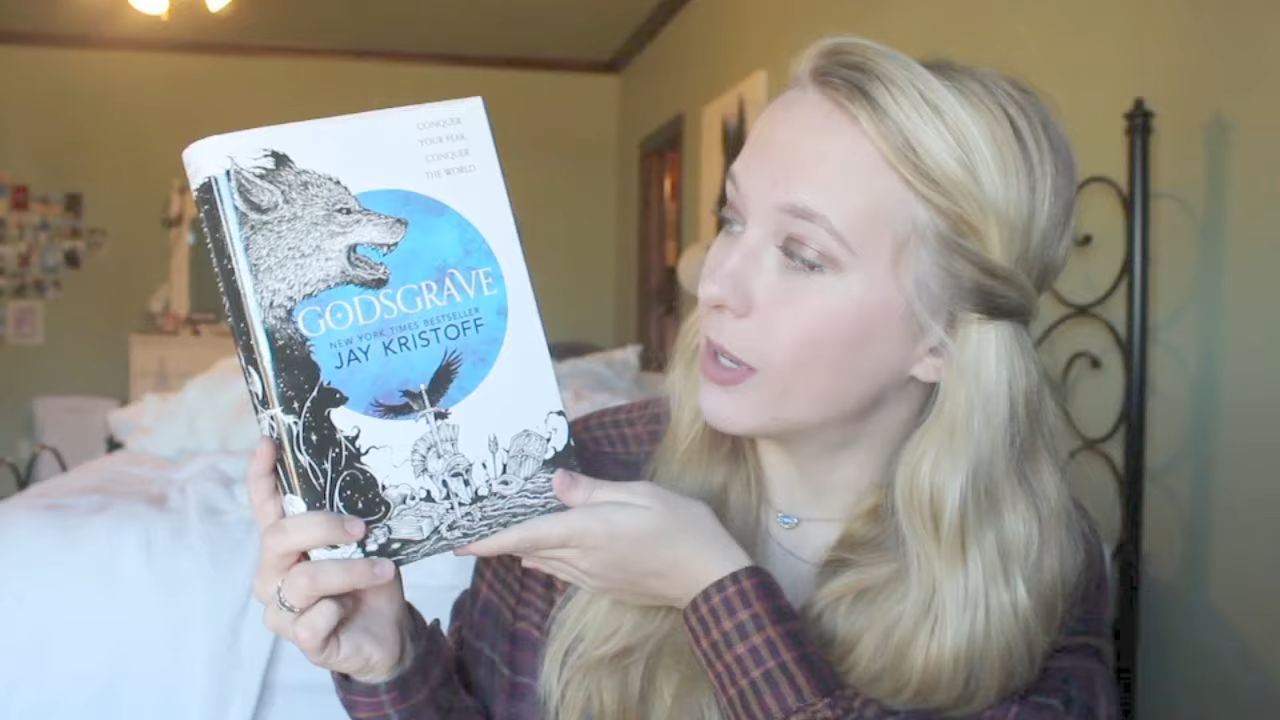 CONQUER
YOUR FEAR,
CONQUER
THE WORLD
GODSGRAVE
NEW YORK TIMES BESTSELLER
JAY KRISTOFF